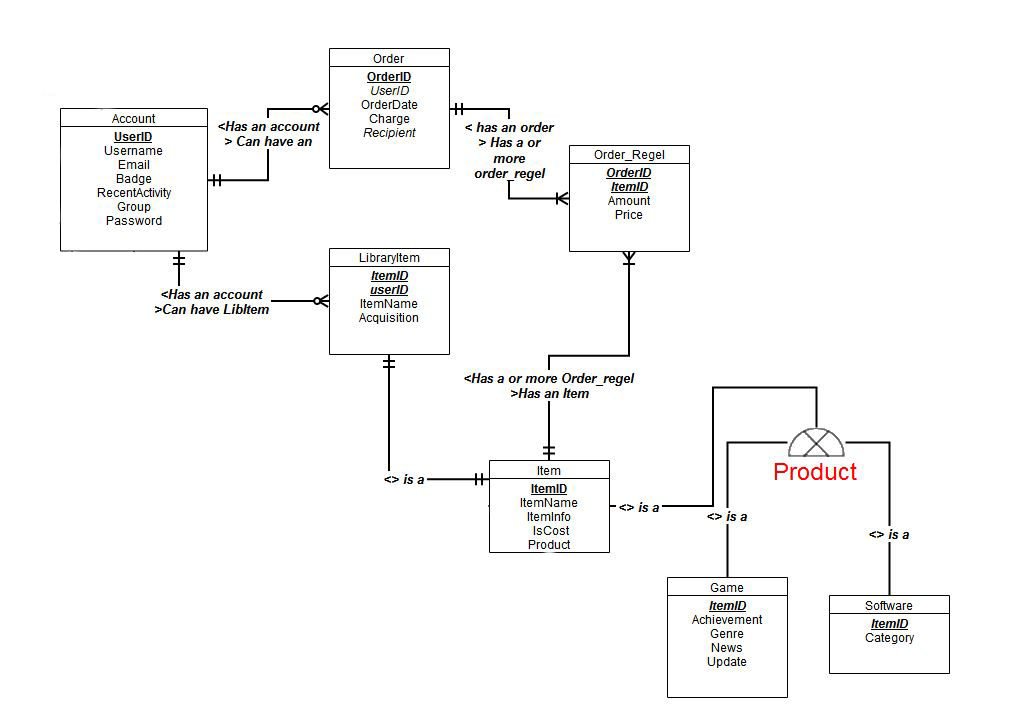 Order
OrderID
UserID
OrderDate
Charge
Recipient
Account
UserID
Username
Email
Badge
RecentActivity
Group
Password
<Has an account
> Can have an
< has an order
> Has a or
more
order_regel
Order_Regel
OrderID
ItemID
Amount
Price
LibraryItem
ItemID
userID
ItemName
Acquisition
<Has an account
>Can have LibItem
<Has a or more Order_regel
>Has an Item
<> is a
Item
ItemID
ItemName
ItemInfo
IsCost
Product
<> is a
Product
<> is a
<> is a
Game
ItemID
Achievement
Genre
News
Update
Software
ItemID
Category